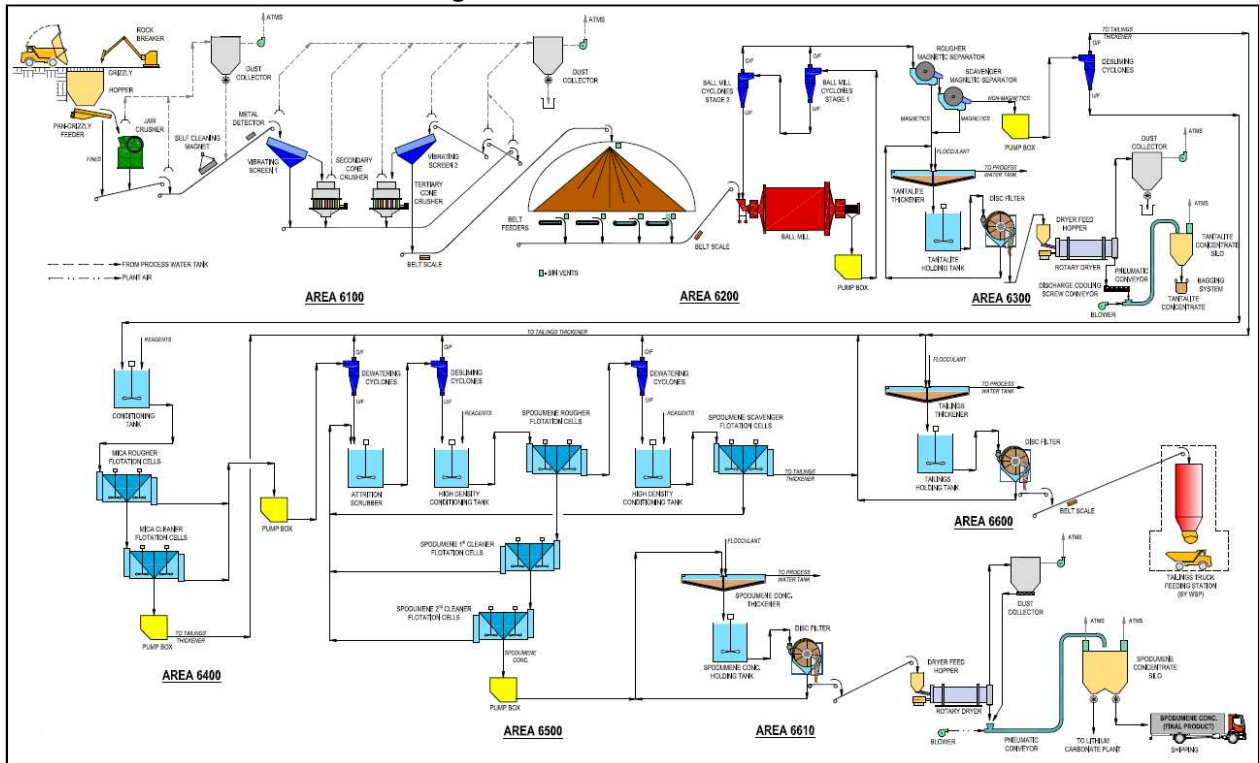 ATMS
ROCK
BREAKER
GRIZZLY
HOPPER
PAN-GRIZZLY
FEEDER
JAW
CRUSHER
FINES
SELF CLEANING
MAGNET
DUST
COLLECTOR
METAL
DETECTOR
VIBRATING
SCREEN 1
SECONDARY
CONE
CRUSHER
VIBRATING
SCREEN 2
TERTIARY
CONE
CRUSHER
ATMS
DUST
COLLECTOR
BELT SCALE
FROM PROCESS WATER TANK
PLANT AIR
AREA 6100
BELT
FEEDERS
BIN VENTS
BELT SCALE
AREA 6200
O/F
O/F
BALL MILL
CYCLONES
STAGE 2
BALL MILL
CYCLONES
STAGE 1
U/F
U/F
BALL MILL
PUMP BOX
ROUGHER
MAGNETIC SEPARATOR
SCAVENGER
MAGNETIC SEPARATOR
NON-MAGNETICS
MAGNETICS
MAGNETICS
PUMP BOX
TO TAILINGS
THICKENER
O/F
DESLIMING
CYCLONES
U/F
FLOCCULANT
TO PROCESS
WATER TANK
TANTALITE
THICKENER
DISC FILTER
TANTALITE
HOLDING TANK
AREA 6300
DRYER FEED
HOPPER
ROTARY DRYER
DISCHARGE COOLING
SCREW CONVEYOR
PNEUMATIC
CONVEYOR
BLOWER
DUST
COLLECTOR
ATMS
ATMS
TANTALITE
CONCENTRATE
SILO
BAGGING
SYSTEM
TANTALITE
CONCENTRATE
TO TAILINGS THICKENER
REAGENTS
CONDITIONING
TANK
MICA ROUGHER
FLOTATION CELLS
MICA CLEANER
FLOTATION CELLS
PUMP BOX
PUMP BOX
TO TAILINGS
THICKENER
AREA 6400
O/F
DEWATERING
CYCLONES
U/F
ATTRITION
SCRUBBER
O/F
DESLIMING
CYCLONES
U/F
REAGENTS
HIGH DENSITY
CONDITIONING TANK
SPODUMENE ROUGHER
FLOTATION CELLS
O/F
DEWATERING
CYCLONES
U/F
REAGENTS
HIGH DENSITY
CONDITIONING TANK
SPODUMENE SCAVENGER
FLOTATION CELLS
TO TAILINGS
THICKENER
SPODUMENE 1ST CLEANER
FLOTATION CELLS
SPODUMENE 2ND CLEANER
FLOTATION CELLS
SPODUMENE
CONC.
PUMP BOX
AREA 6500
FLOCCULANT
TO PROCESS
WATER TANK
SPODUMENE CONC.
THICKENER
DISC FILTER
SPODUMENE CONC.
HOLDING TANK
AREA 6610
FLOCCULANT
TO PROCESS
WATER TANK
TAILINGS
THICKENER
DISC FILTER
TAILINGS
HOLDING TANK
AREA 6600
BELT SCALE
TAILINGS TRUCK
FEEDING STATION
(BY WSP)
DRYER FEED
HOPPER
ROTARY DRYER
BLOWER
PNEUMATIC
CONVEYOR
ATMS
DUST
COLLECTOR
ATMS
ATMS
SPODUMENE
CONCENTRATE
SILO
TO LITHIUM
CARBONATE PLANT
SPODUMENE CONC.
(FINAL PRODUCT)
SHIPPING